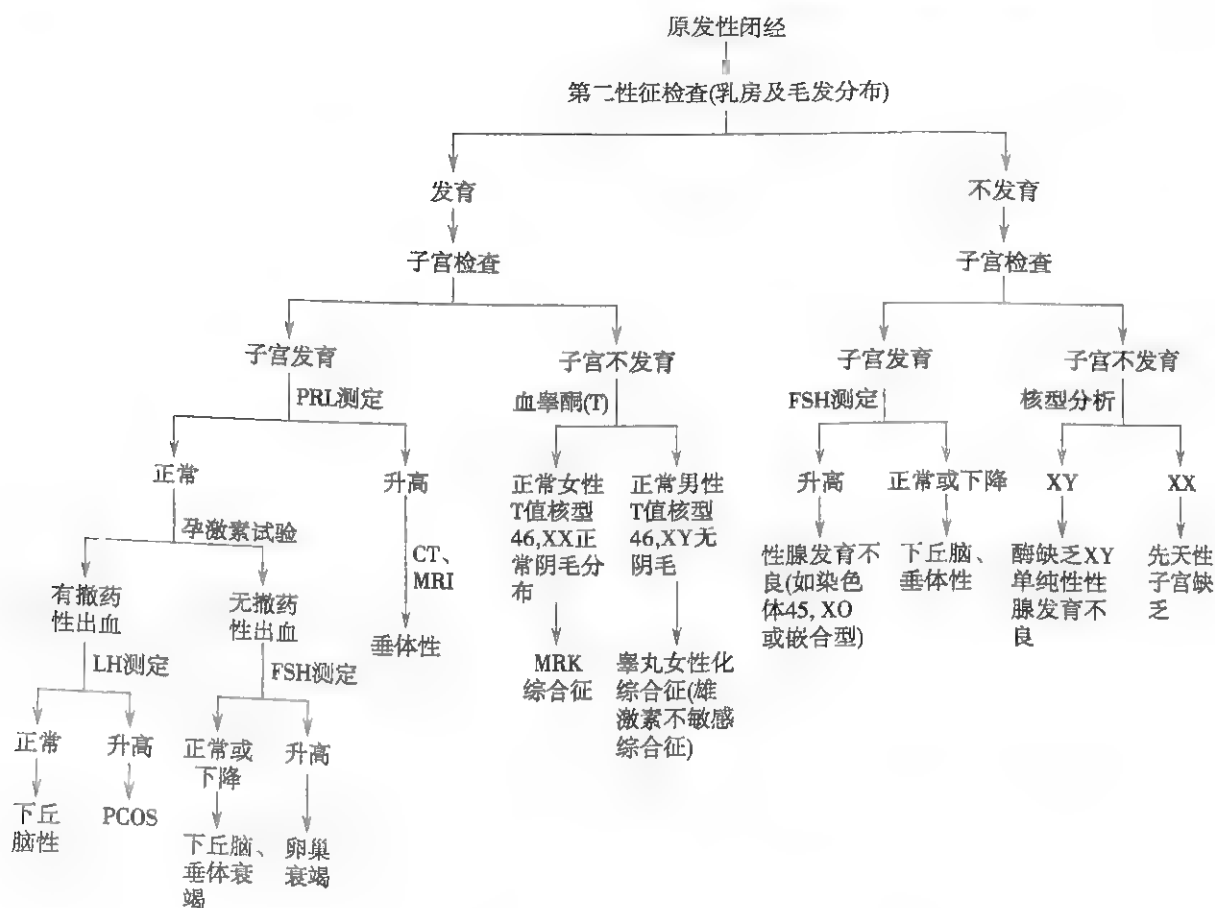 原发性闭经
第二性征检查(乳房及毛发分布)
发育
不发育
子宫检查
子宫检查
子宫发育
子宫不发育
子宫发育
子宫不发育
PRL测定
血睾酮(T)
FSH测定
核型分析
正常
升高
正常女性
T值核型
46,XX正
常阴毛分
布
正常男性
T值核型
46,XY无
阴毛
升高
正常或下降
XY
XX
孕激素试验
CT、
MRI
性腺发育不
良(如染色
体45, XO
或嵌合型)
下丘脑、
垂体性
酶缺乏XY
单纯性性
腺发育不
良
先天性
子宫缺
乏
有撤药
性出血
无撤药
性出血
垂体性
MRK
综合征
睾丸女性化
综合征(雄
激素不敏感
综合征)
LH测定
FSH测定
正常
升高
正常或
下降
升高
下丘
脑性
PCOS
下丘脑、
垂体衰
竭
卵巢
衰竭